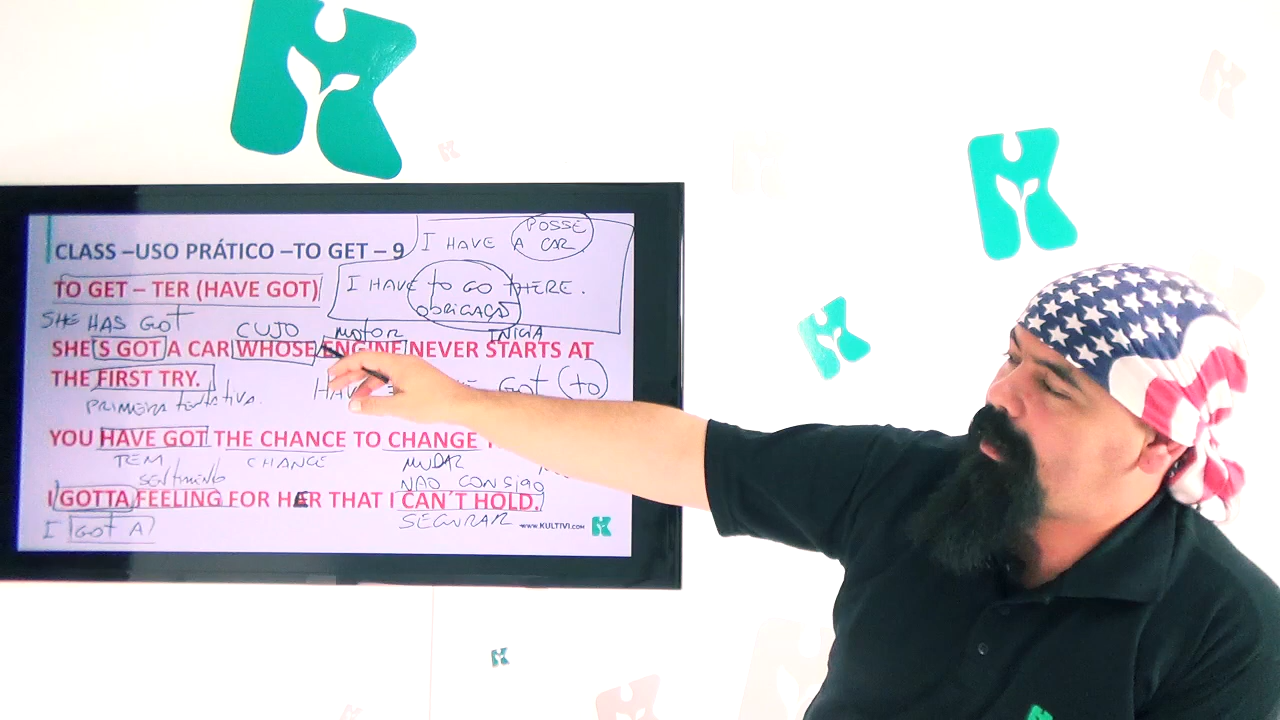 CLASS –USO PRÁTICO –TO GET – 9
I HAVE A CAR
POSSE
TO GET – TER (HAVE GOT)
I HAVE to GO tHERE.
OBRIGAÇÃO
SHE HAS GOt
CUJO MOtOR INICIA
SHE'S GOT A CAR WHOSE ENGINE NEVER STARTS AT
THE FIRST TRY.
GOt (tO)
PRIMEIRA tENtAtIVA.
YOU HAVE GOT THE CHANCE TO CHANGE
TEM CHANCE MUDAR
SENtIMENtO NÃO CONSIGO
I GOTTA FEELING FOR HER THAT I CAN´T HOLD.
I GOt A SEGURAR
WWW.KULTIVI.COM